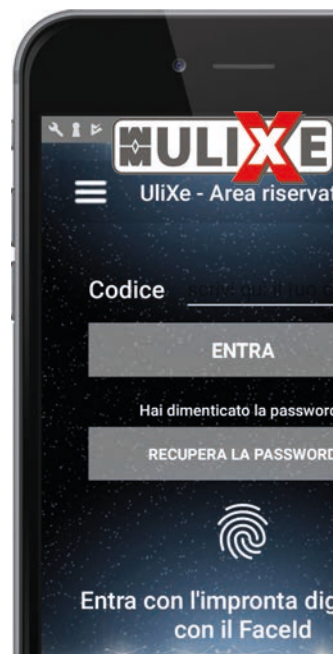 ULIXE
UliXe - Area riservat
Codice
ENTRA
Hai dimenticato la password
RECUPERA LA PASSWORD
Entra con l'impronta dig
con il FaceId